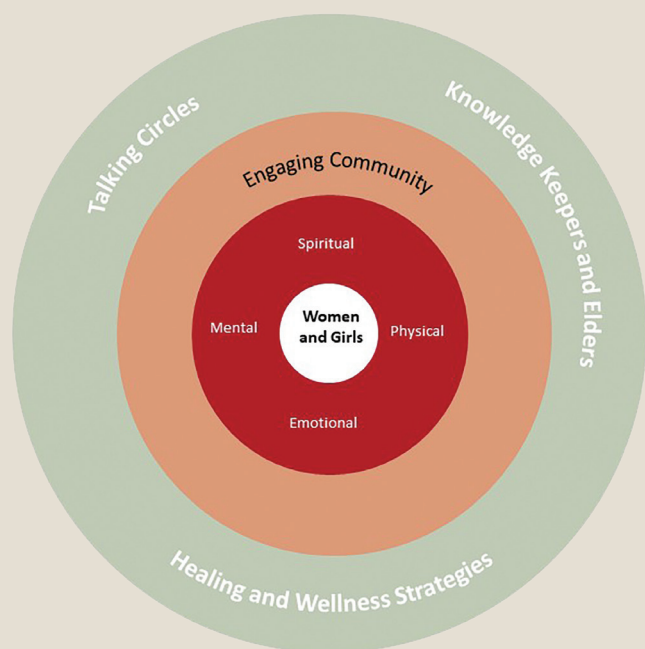 Talking Circles
Knowledge Keepers and Elders
Engaging Community
Spiritual
Mental
Women
and Girls
Physical
Emotional
Healing and Wellness Strategies